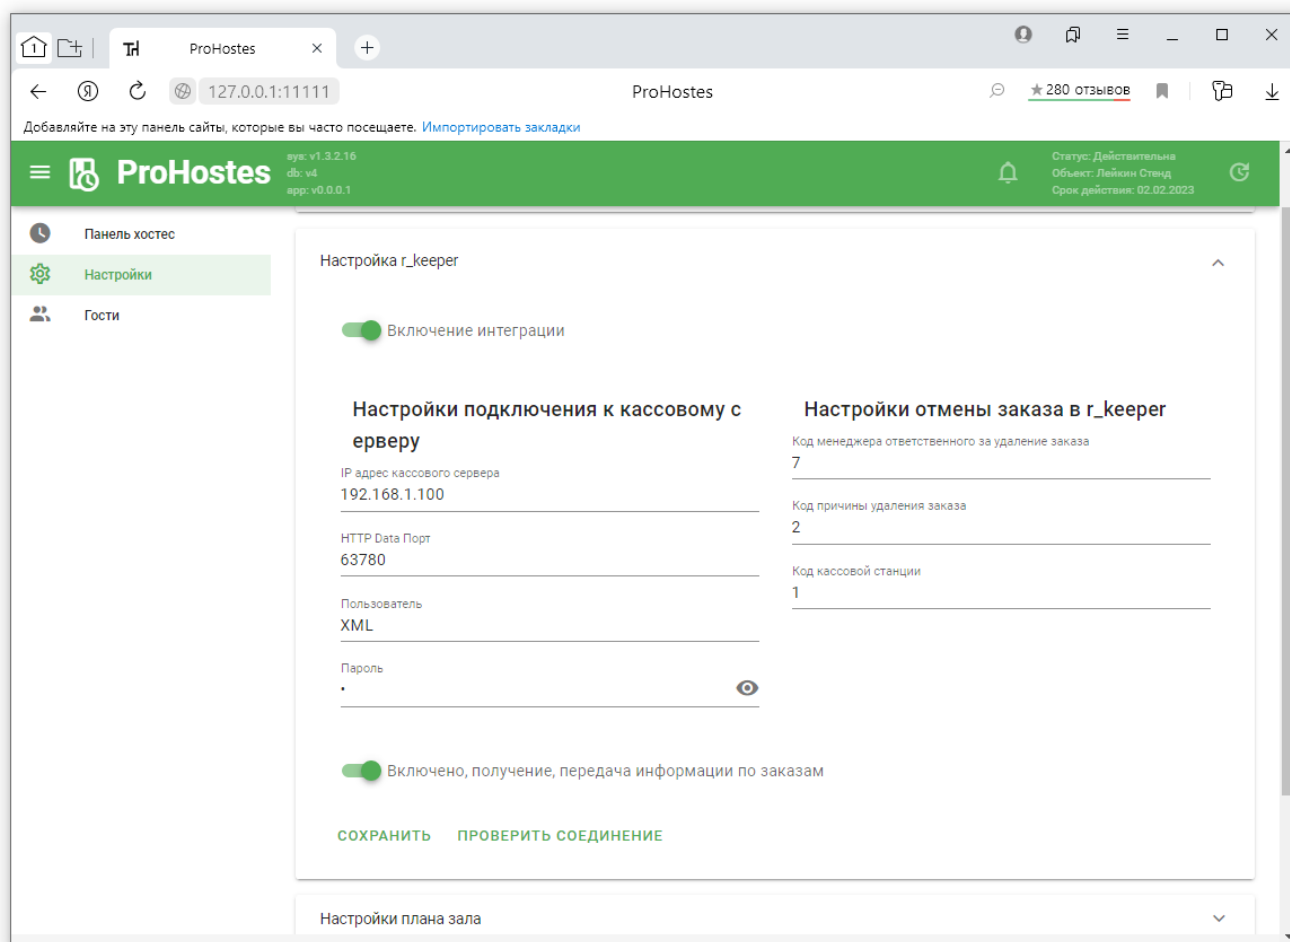 1
ProHostes
Я
127.0.0.1:11111
ProHostes
★280 отзывов
Добавляйте на эту панель сайты, которые вы часто посещаете. Импортировать закладки
ProHostes
sys: v1.3.2.16
db: v4
app: v0.0.0.1
Статус: Действительна
Объект: Лейкин Стенд
Срок действия: 02.02.2023
Панель хостес
Настройки
Гости
Настройка r_keeper
Включение интеграции
Настройки подключения к кассовому с
ерверу
IP адрес кассового сервера
192.168.1.100
HTTP Data Порт
63780
Пользователь
XML
Пароль
•
Настройки отмены заказа в r_keeper
Код менеджера ответственного за удаление заказа
7
Код причины удаления заказа
2
Код кассовой станции
1
Включено, получение, передача информации по заказам
СОХРАНИТЬ ПРОВЕРИТЬ СОЕДИНЕНИЕ
Настройки плана зала